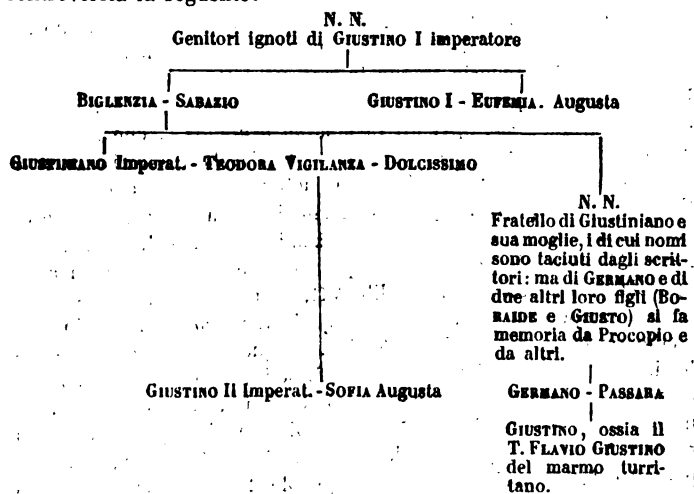 N. N.
Genitori ignoti di GIUSTINO I imperatore
BIGLENZIA - SABAZIO GIUSTINO I - EUFEMIA. Augusta
GIUSTINIANO Imperat. - TEODORA VIGILANZA - DOLCISSIMO
N. N.
Fratello di Giustiniano e
sua moglie, i di cui nomi
sono taciuti dagli scrit-
tori: ma di GERMANO e di
due altri loro figli (BO-
RAIDE e GIUSTO) si fa
memoria da Procopio e
da altri.
GIUSTINO II Imperat. - SOFIA Augusta
GERMANO - PASSARA
GIUSTINO, ossia il
T. FLAVIO GIUSTINO
del marmo turri-
tano.